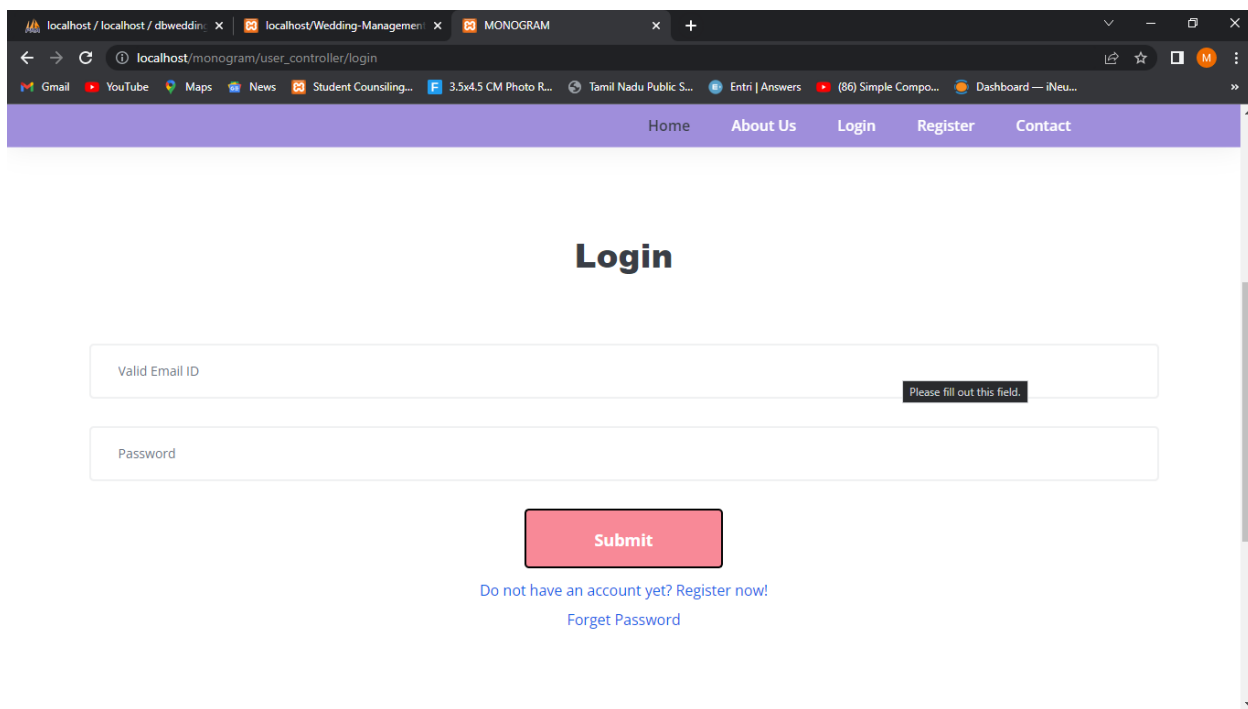 localhost / localhost / dbwedding
localhost/Wedding-Management
MONOGRAM
localhost/monogram/user_controller/login
M
Gmail YouTube Maps News Student Counsiling... 3.5x4.5 CM Photo R... Tamil Nadu Public S... Entri | Answers (86) Simple Compo... Dashboard — iNeu... »
Home About Us Login Register Contact
Login
Valid Email ID
Please fill out this field.
Password
Submit
Do not have an account yet? Register now!
Forget Password